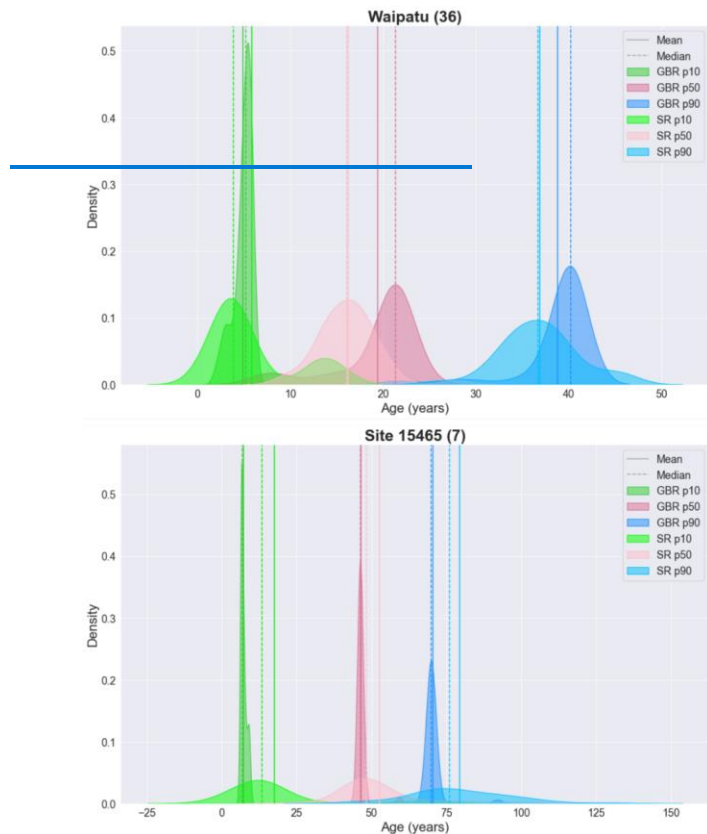 Waipatu (36)
0.5
0.4
0.3
0.2
0.1
0.0
Density
Mean
Median
GBR p10
GBR p50
GBR p90
SR p10
SR p50
SR p90
0 10 20 30 40 50
Age (years)
Site 15465 (7)
0.5
0.4
0.3
0.2
0.1
0.0
Density
Mean
Median
GBR p10
GBR p50
GBR p90
SR p10
SR p50
SR p90
−25 0 25 50 75 100 125 150
Age (years)